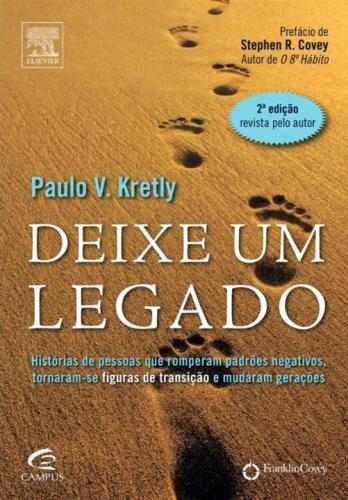 ELSEVIER
Prefácio de
Stephen R. Covey
Autor de O 8º Hábito
2ª edição
revista pelo autor
Paulo V. Kretly
DEIXE UM
LEGADO
Histórias de pessoas que romperam padrões negativos,
tornaram-se figuras de transição e mudaram gerações
CAMPUS
FranklinCovey